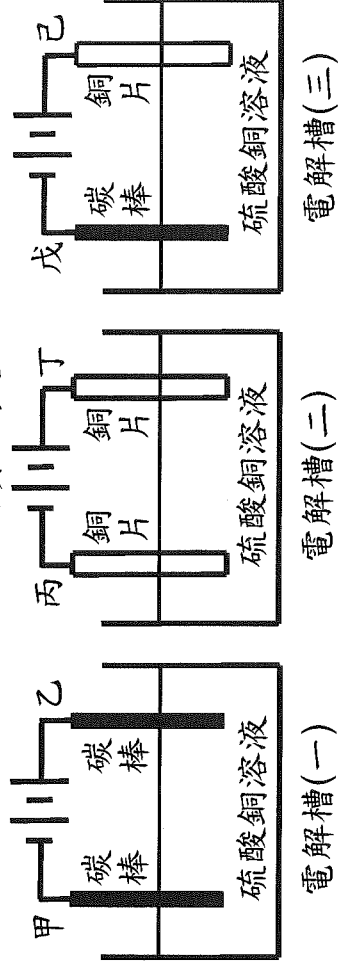 甲
乙
碳棒
碳棒
硫酸銅溶液
電解槽(一)
丙
丁
銅片
銅片
硫酸銅溶液
電解槽(二)
戊
己
碳棒
銅片
硫酸銅溶液
電解槽(三)